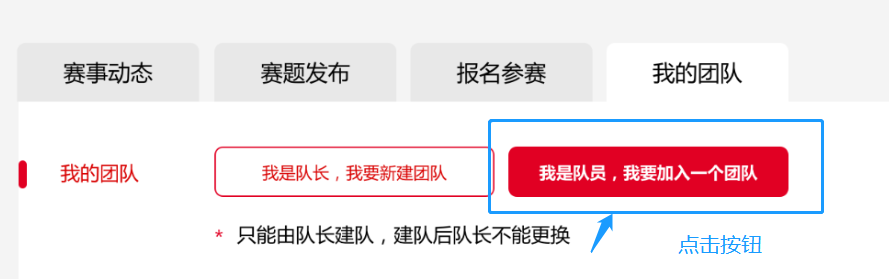 赛事动态 赛题发布 报名参赛 我的团队
我的团队 我是队长，我要新建团队 我是队员，我要加入一个团队
* 只能由队长建队，建队后队长不能更换
点击按钮